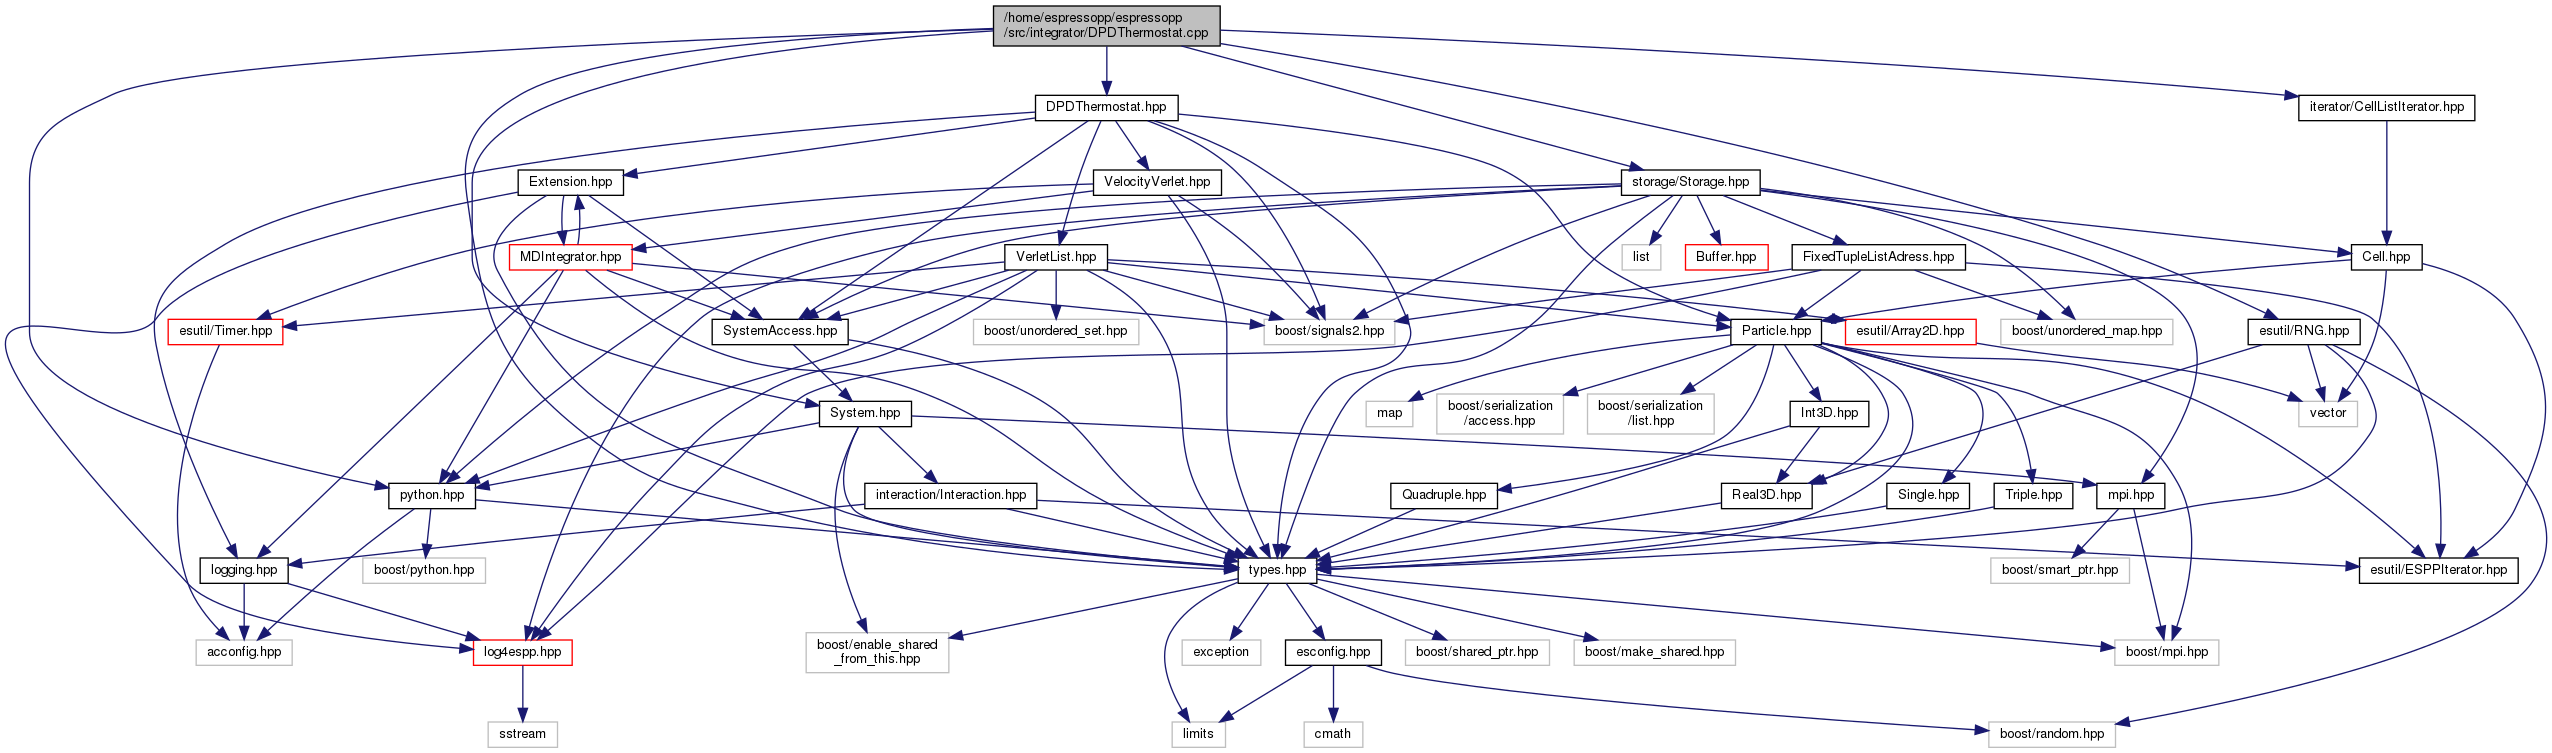 /home/espressopp/espressopp
/src/integrator/DPDThermostat.cpp
DPDThermostat.hpp
iterator/CellListIterator.hpp
Extension.hpp
VelocityVerlet.hpp
storage/Storage.hpp
MDIntegrator.hpp
VerletList.hpp
list
Buffer.hpp
FixedTupleListAdress.hpp
Cell.hpp
esutil/Timer.hpp
SystemAccess.hpp
boost/unordered_set.hpp
boost/signals2.hpp
Particle.hpp
esutil/Array2D.hpp
boost/unordered_map.hpp
esutil/RNG.hpp
System.hpp
map
boost/serialization
/access.hpp
boost/serialization
/list.hpp
Int3D.hpp
vector
python.hpp
interaction/Interaction.hpp
Quadruple.hpp
Real3D.hpp
Single.hpp
Triple.hpp
mpi.hpp
logging.hpp
boost/python.hpp
types.hpp
boost/smart_ptr.hpp
esutil/ESPPIterator.hpp
acconfig.hpp
log4espp.hpp
boost/enable_shared
_from_this.hpp
exception
esconfig.hpp
boost/shared_ptr.hpp
boost/make_shared.hpp
boost/mpi.hpp
sstream
limits
cmath
boost/random.hpp